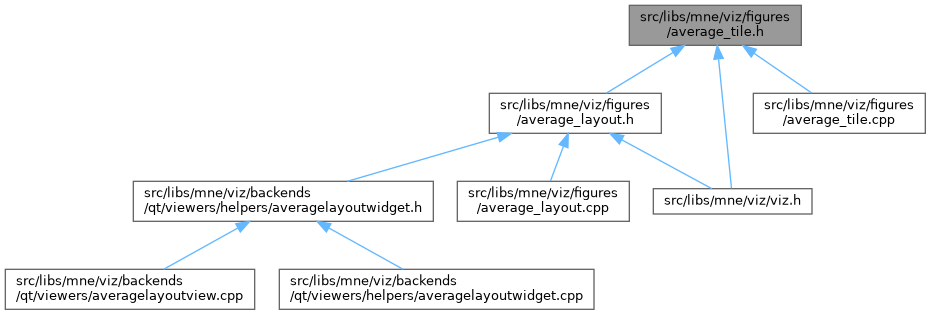 src/libs/mne/viz/figures
/average_tile.h
src/libs/mne/viz/figures
/average_layout.h
src/libs/mne/viz/figures
/average_tile.cpp
src/libs/mne/viz/backends
/qt/viewers/helpers/averagelayoutwidget.h
src/libs/mne/viz/figures
/average_layout.cpp
src/libs/mne/viz/viz.h
src/libs/mne/viz/backends
/qt/viewers/averagelayoutview.cpp
src/libs/mne/viz/backends
/qt/viewers/helpers/averagelayoutwidget.cpp